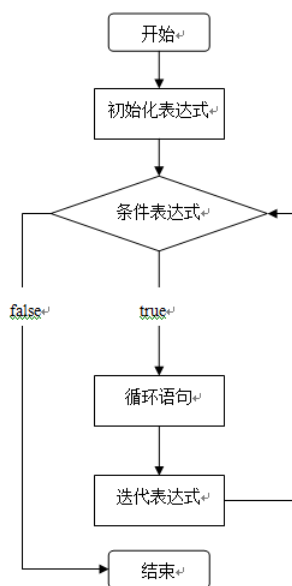 开始
初始化表达式
条件表达式
false
true
循环语句
迭代表达式
结束